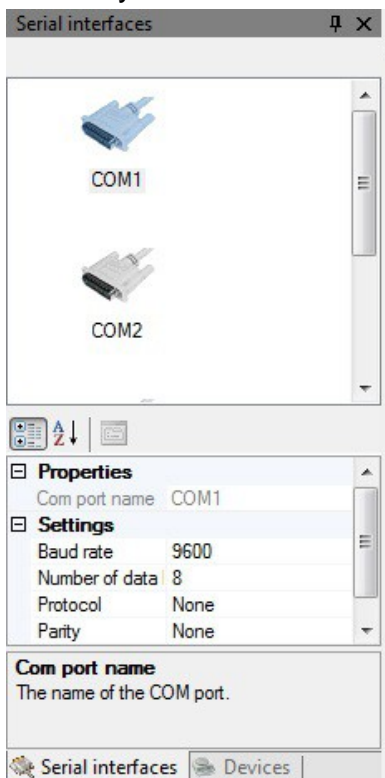 Serial interfaces
COM1
COM2
Properties
Com port name COM1
Settings
Baud rate 9600
Number of data 8
Protocol None
Parity None
Com port name
The name of the COM port.
Serial interfaces Devices